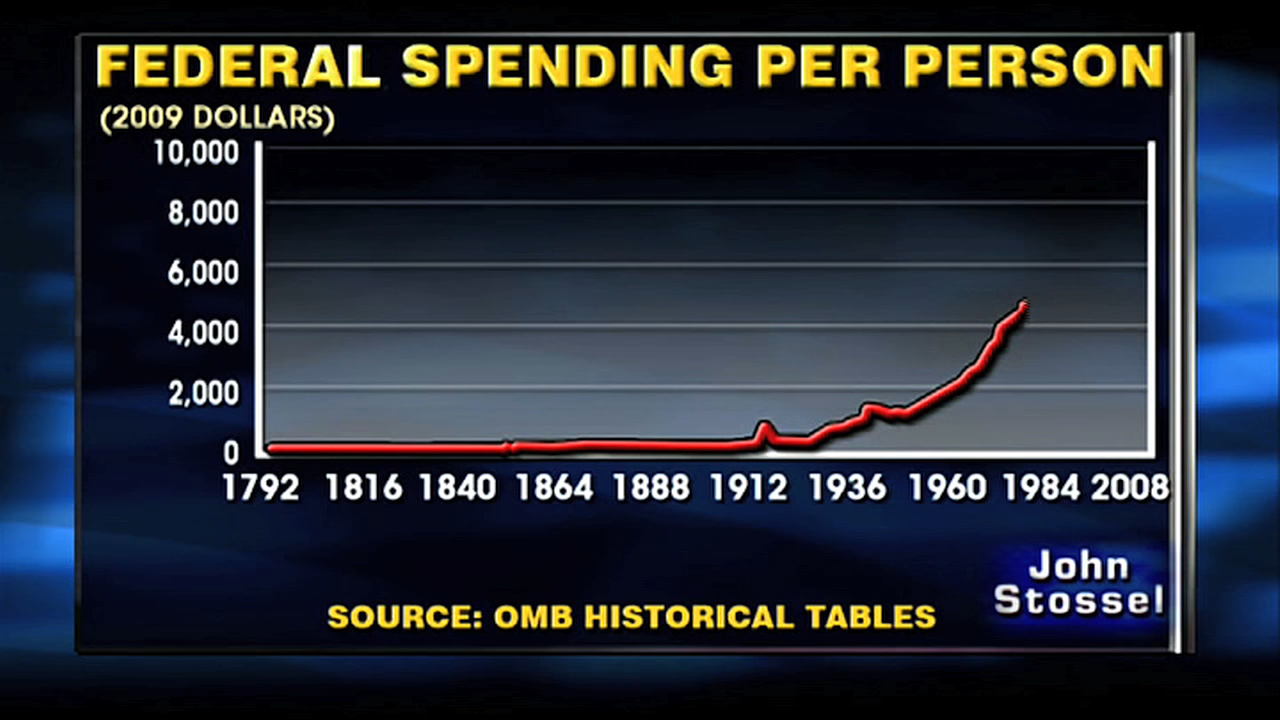 FEDERAL SPENDING PER PERSON
(2009 DOLLARS)
10,000
8,000
6,000
4,000
2,000
0
1792 1816 1840 1864 1888 1912 1936 1960 1984 2008
John
Stossel
SOURCE: OMB HISTORICAL TABLES